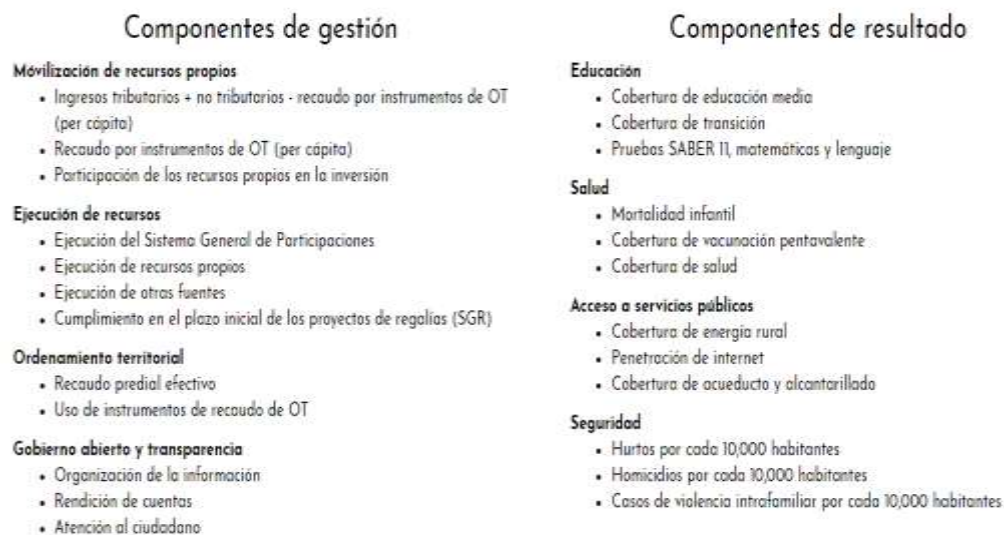 Componentes de gestión
Movilización de recursos propios
• Ingresos tributarios + no tributarios - recaudo por instrumentos de OT
(per cápita)
• Recaudo por instrumentos de OT (per cápita)
• Participación de los recursos propios en la inversión
Ejecución de recursos
• Ejecución del Sistema General de Participaciones
• Ejecución de recursos propios
• Ejecución de otras fuentes
• Cumplimiento en el plazo inicial de los proyectos de regalías (SGR)
Ordenamiento territorial
• Recaudo predial efectivo
• Uso de instrumentos de recaudo de OT
Gobierno abierto y transparencia
• Organización de la información
• Rendición de cuentas
• Atención al ciudadano
Componentes de resultado
Educación
• Cobertura de educación media
• Cobertura de transición
• Pruebas SABER 11, matemáticas y lenguaje
Salud
• Mortalidad infantil
• Cobertura de vacunación pentavalente
• Cobertura de salud
Acceso a servicios públicos
• Cobertura de energía rural
• Penetración de internet
• Cobertura de acueducto y alcantarillado
Seguridad
• Hurtos por cada 10,000 habitantes
• Homicidios por cada 10,000 habitantes
• Casos de violencia intrafamiliar por cada 10,000 habitantes